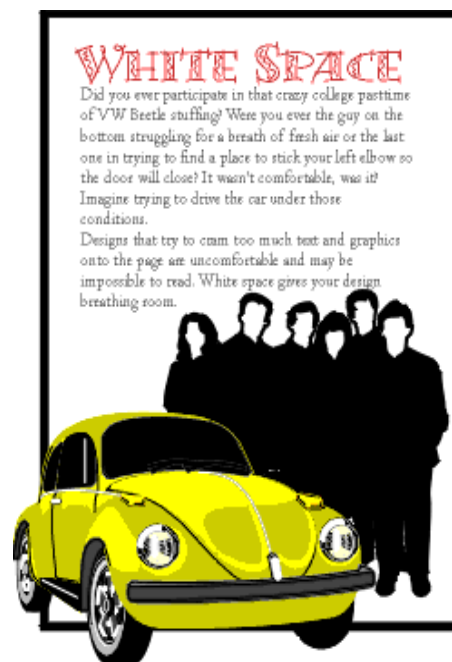 WHITE SPACE
Did you ever participate in that crazy college pasttime
of VW Beetle stuffing? Were you ever the guy on the
bottom struggling for a breath of fresh air or the last
one in trying to find a place to stick your left elbow so
the door will close? It wasn't comfortable, was it?
Imagine trying to drive the car under those
conditions.
Designs that try to cram too much text and graphics
onto the page are uncomfortable and may be
impossible to read. White space gives your design
breathing room.